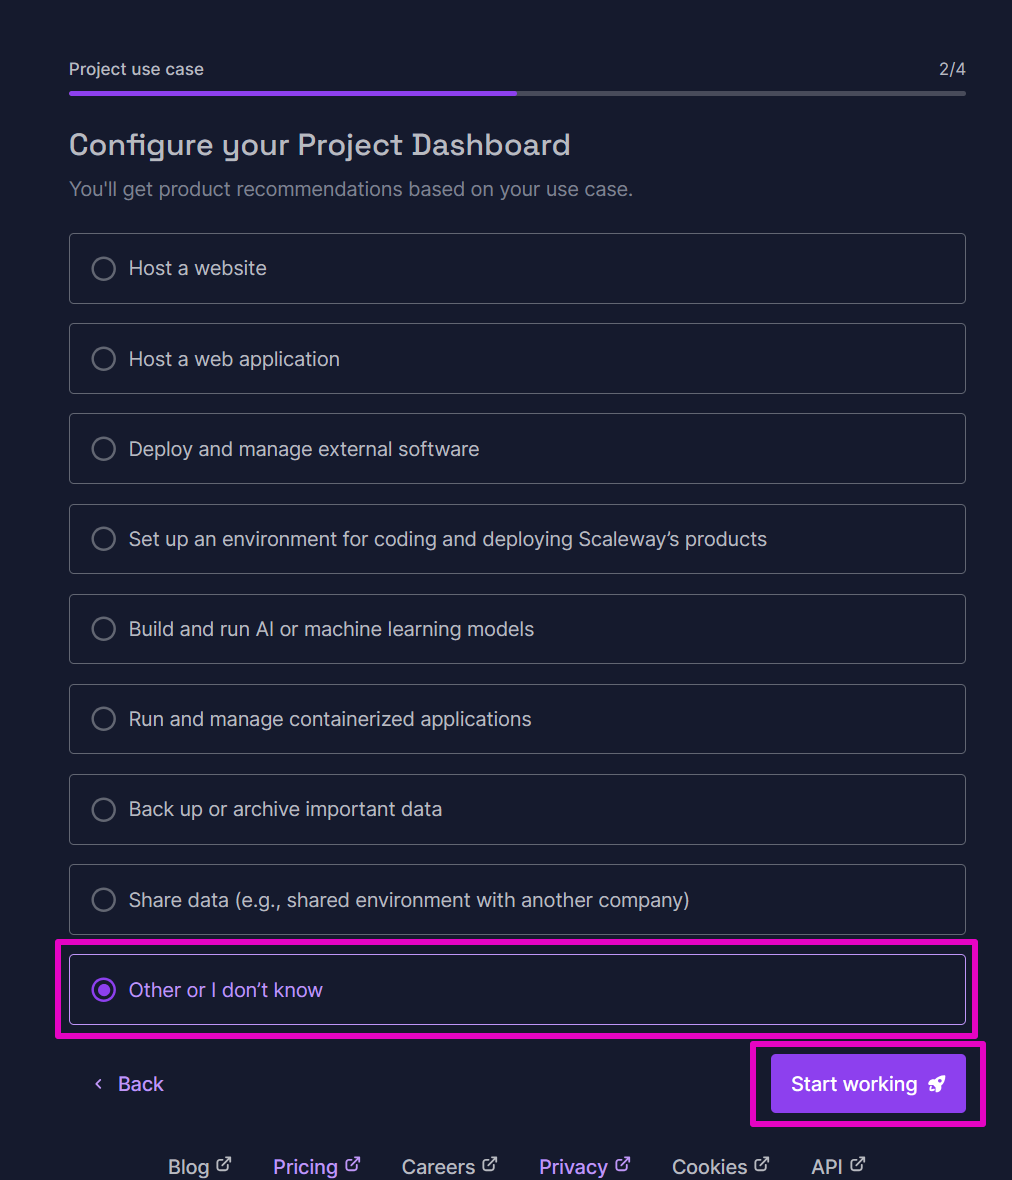 Project use case 2/4
Configure your Project Dashboard
You'll get product recommendations based on your use case.
Host a website
Host a web application
Deploy and manage external software
Set up an environment for coding and deploying Scaleway’s products
Build and run AI or machine learning models
Run and manage containerized applications
Back up or archive important data
Share data (e.g., shared environment with another company)
Other or I don’t know
Back Start working
Blog Pricing Careers Privacy Cookies API